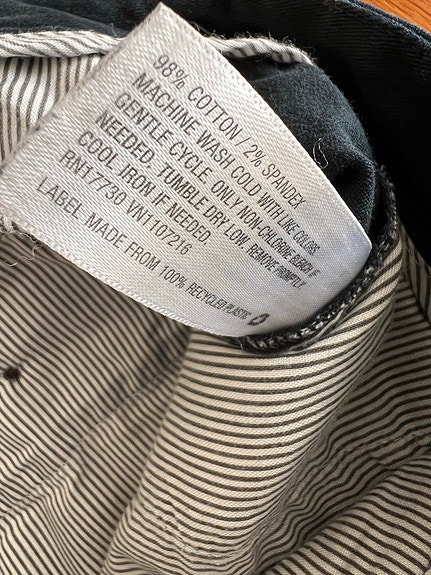 98% COTTON / 2% SPANDEX
MACHINE WASH COLD WITH LIKE COLORS.
GENTLE CYCLE. ONLY NON-CHLORINE BLEACH IF
NEEDED. TUMBLE DRY LOW. REMOVE PROMPTLY.
COOL IRON IF NEEDED.
RN17730 VN1107216
LABEL MADE FROM 100% RECYCLED PLASTIC